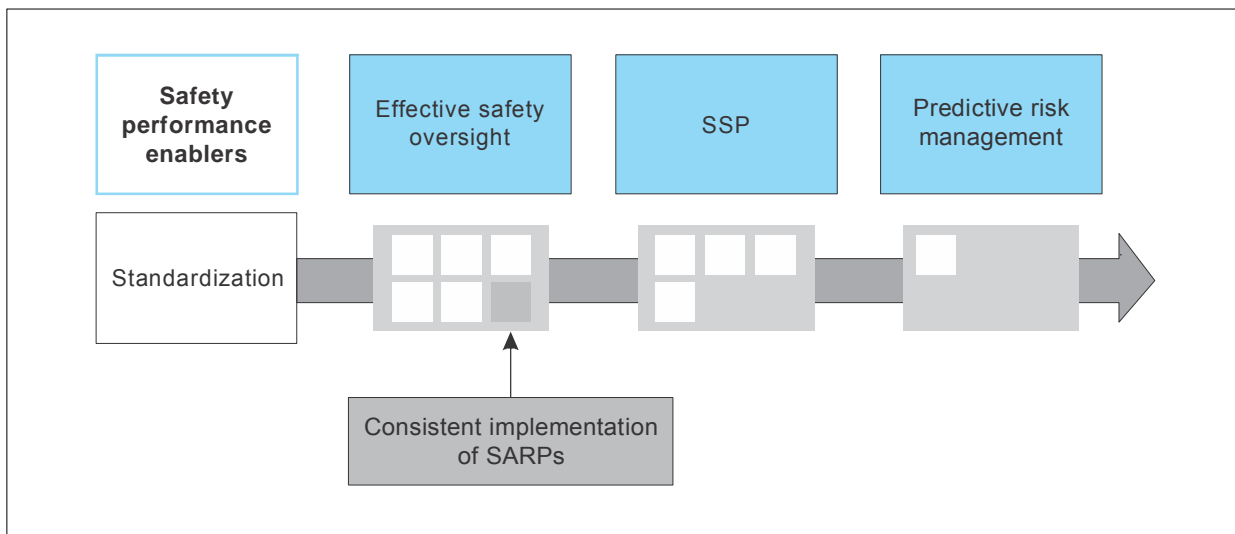 Safety
performance
enablers
Effective safety
oversight
SSP
Predictive risk
management
Standardization
Consistent implementation
of SARPs